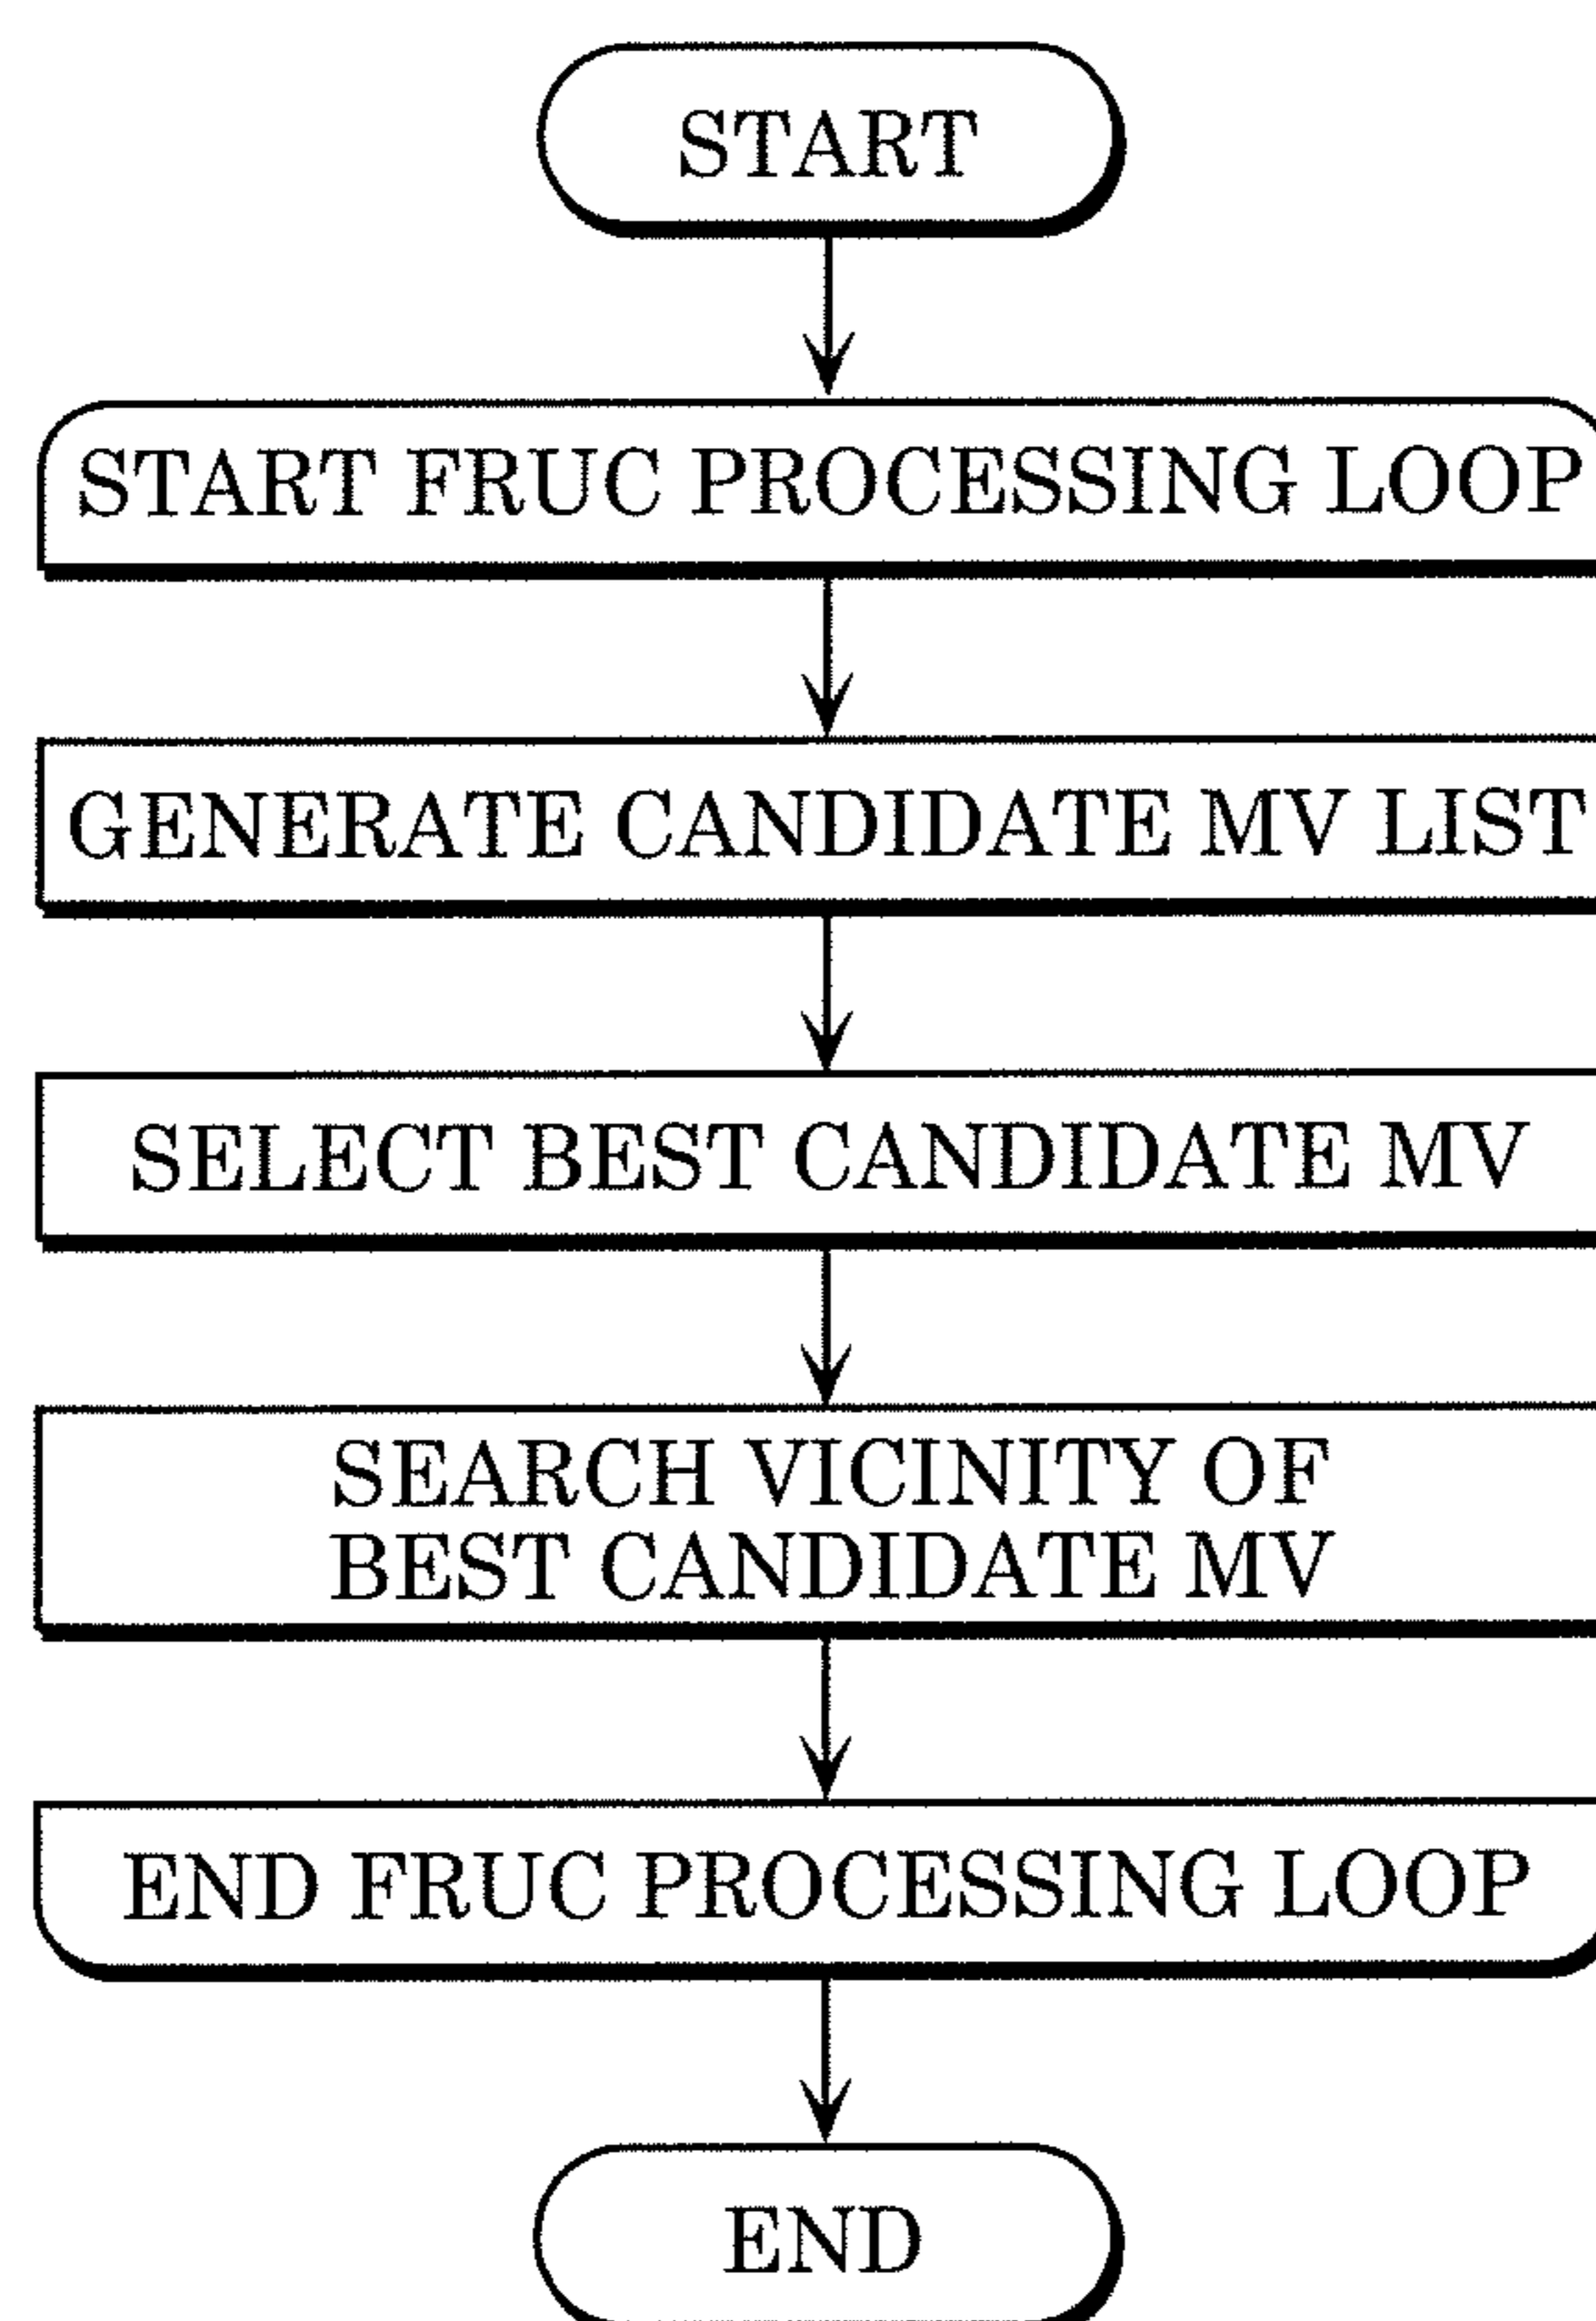 START
START FRUC PROCESSING LOOP
GENERATE CANDIDATE MV LIST
SELECT BEST CANDIDATE MV
SEARCH VICINITY OF
BEST CANDIDATE MV
END FRUC PROCESSING LOOP
END